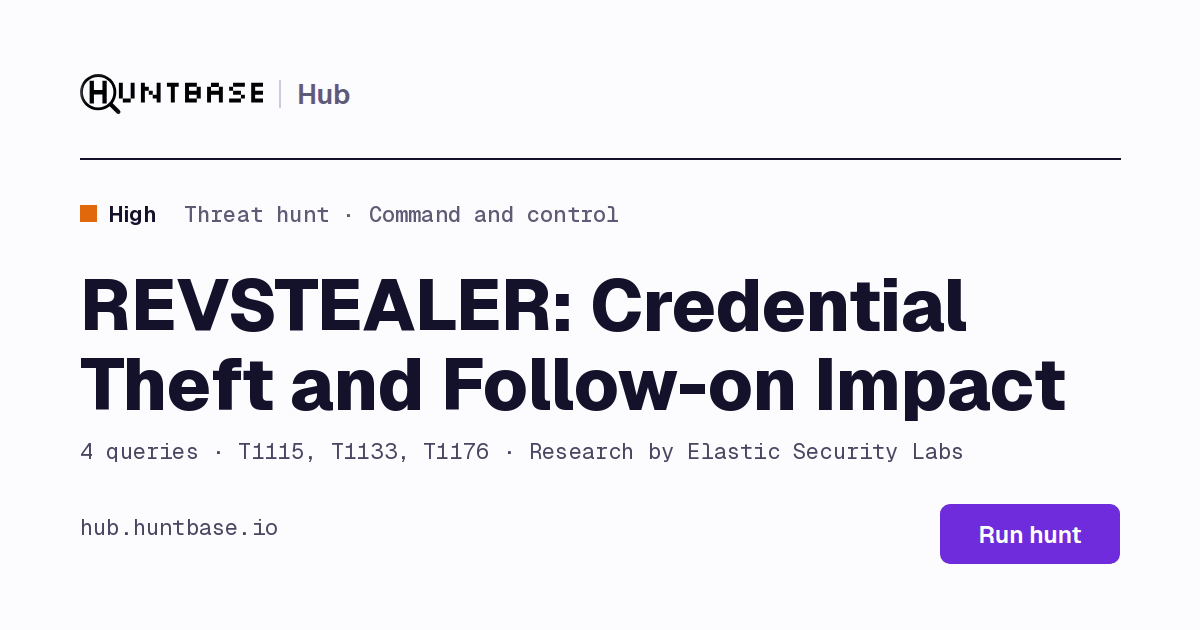 HUNTBASE | Hub
High Threat hunt · Command and control
REVSTEALER: Credential
Theft and Follow-on Impact
4 queries · T1115, T1133, T1176 · Research by Elastic Security Labs
hub.huntbase.io
Run hunt